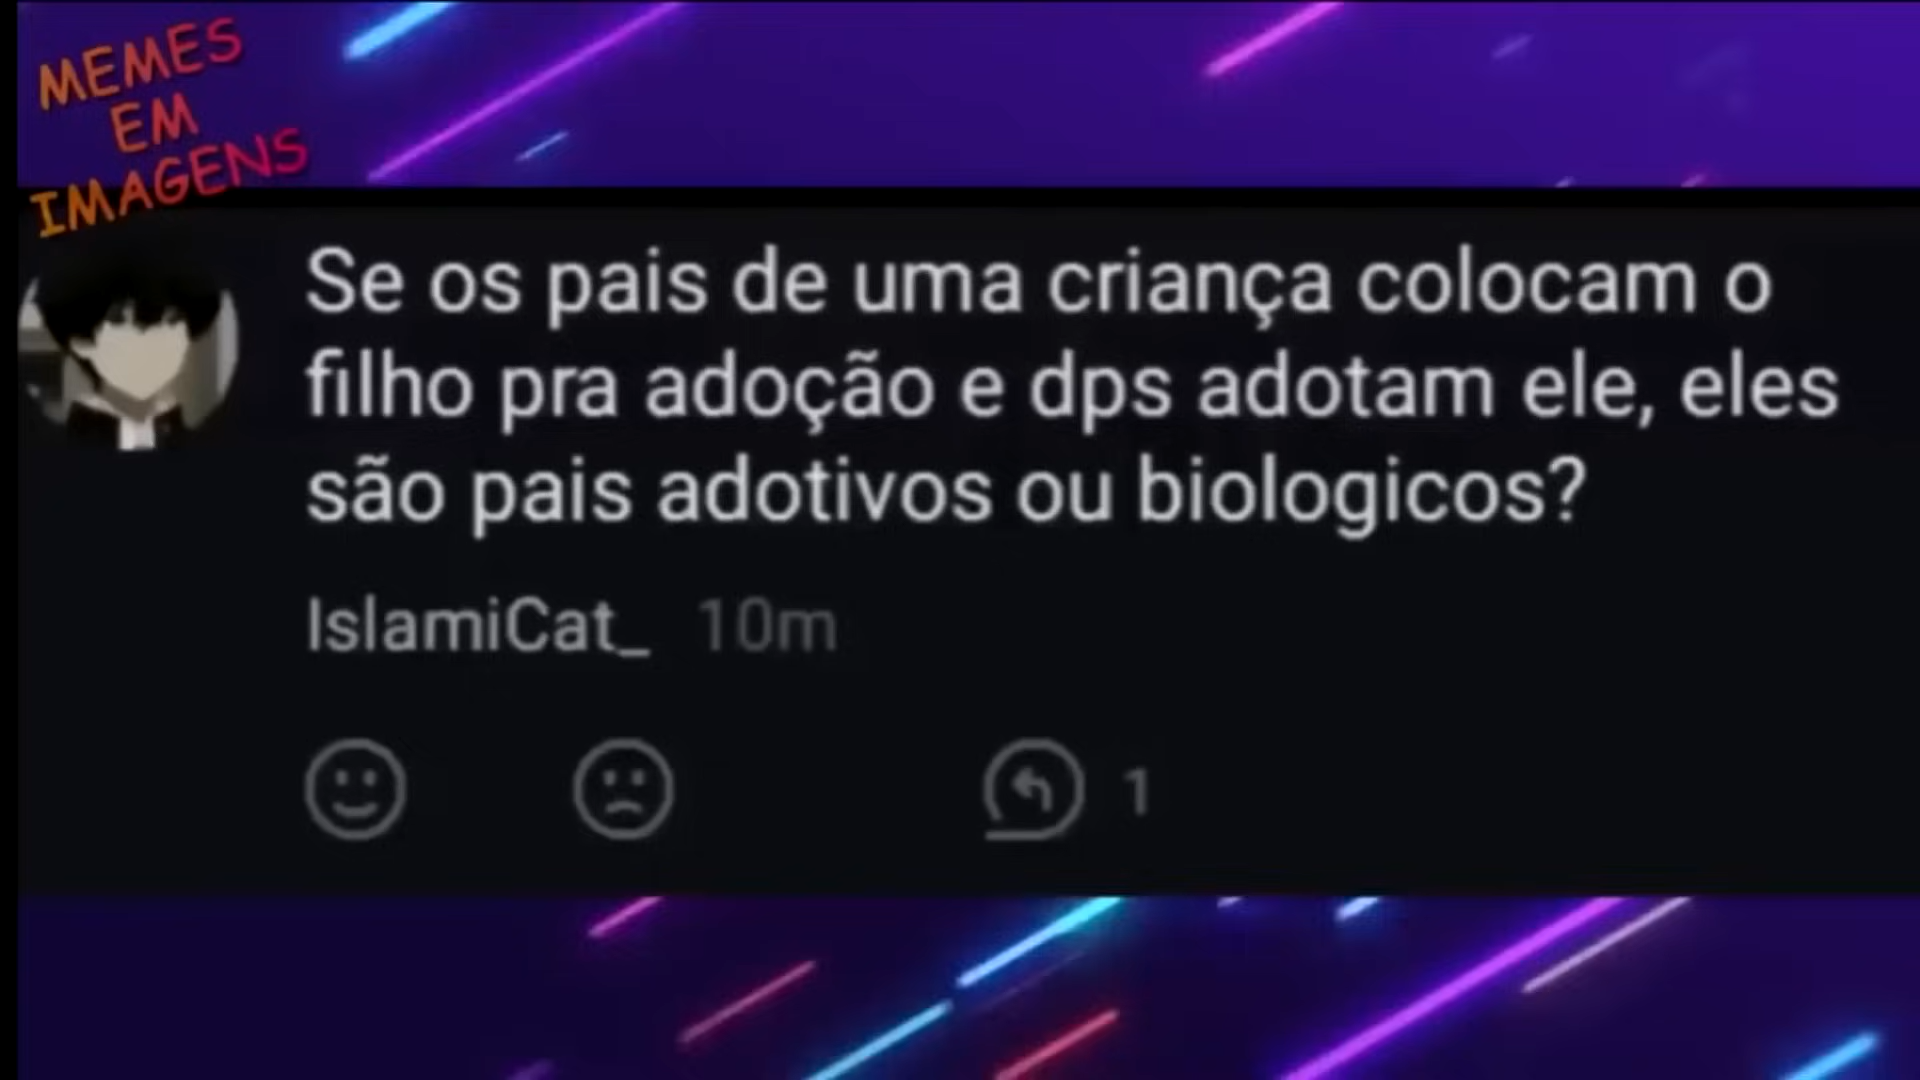 MEMES
EM
IMAGENS
Se os pais de uma criança colocam o
filho pra adoção e dps adotam ele, eles
são pais adotivos ou biologicos?
IslamiCat_ 10m
1